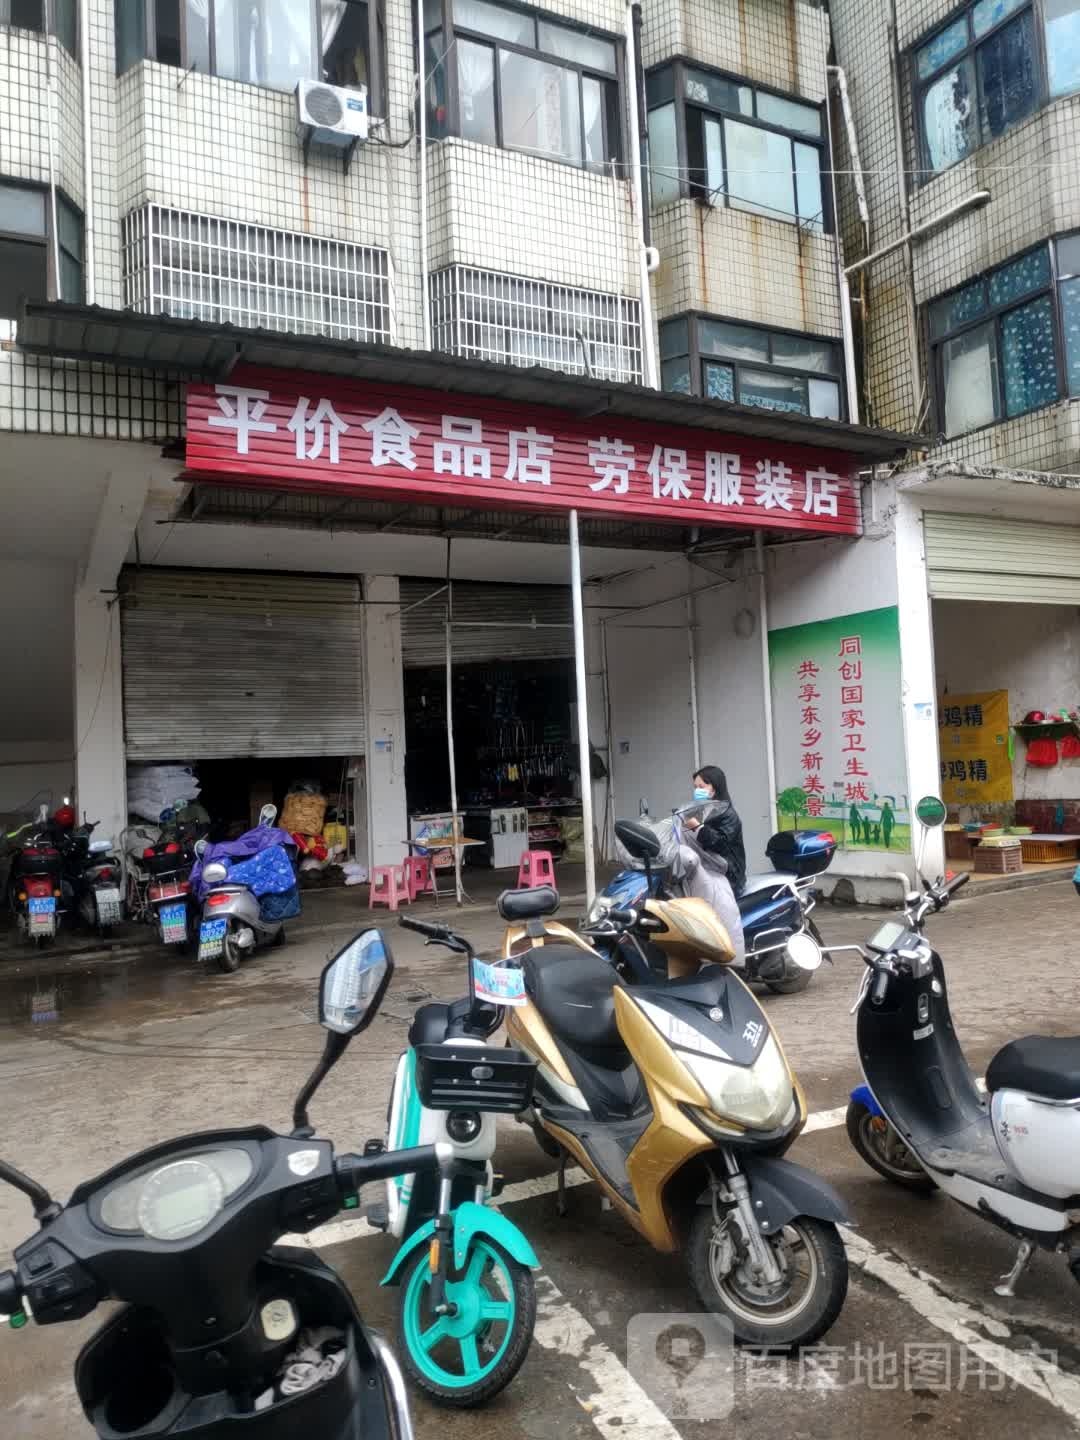 平价食品店 劳保服装店
同创国家卫生城
共享东乡新美景
鸡精
鸡精
玏
百度地图用户